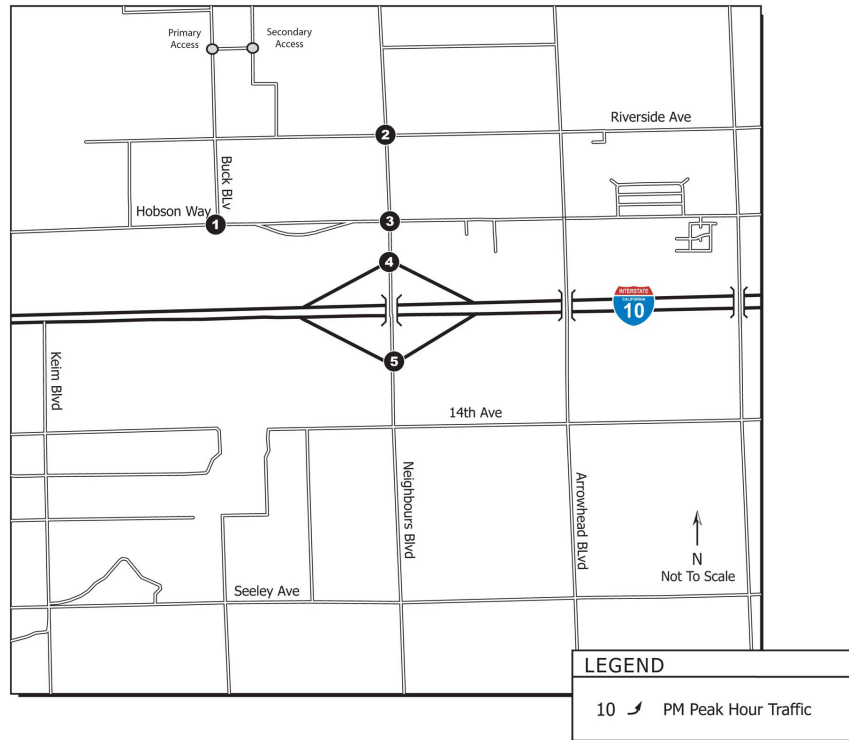 Primary
Access
Secondary
Access
Riverside Ave
2
Buck BLv
Hobson Way
1
3
4
INTERSTATE
CALIFORNIA
10
5
Keim Blvd
14th Ave
Neighbours Blvd
Arrowhead BLvd
N
Not To Scale
Seeley Ave
LEGEND
10 PM Peak Hour Traffic